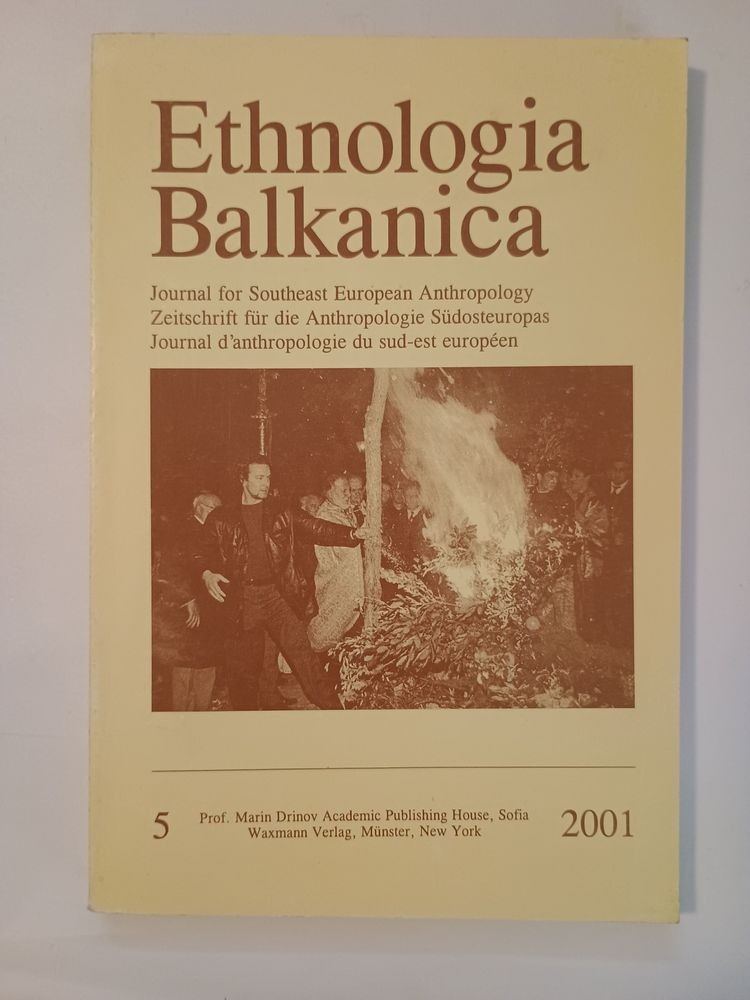 Ethnologia
Balkanica
Journal for Southeast European Anthropology
Zeitschrift für die Anthropologie Südosteuropas
Journal d'anthropologie du sud-est européen
5
Prof. Marin Drinov Academic Publishing House, Sofia
Waxmann Verlag, Münster, New York
2001